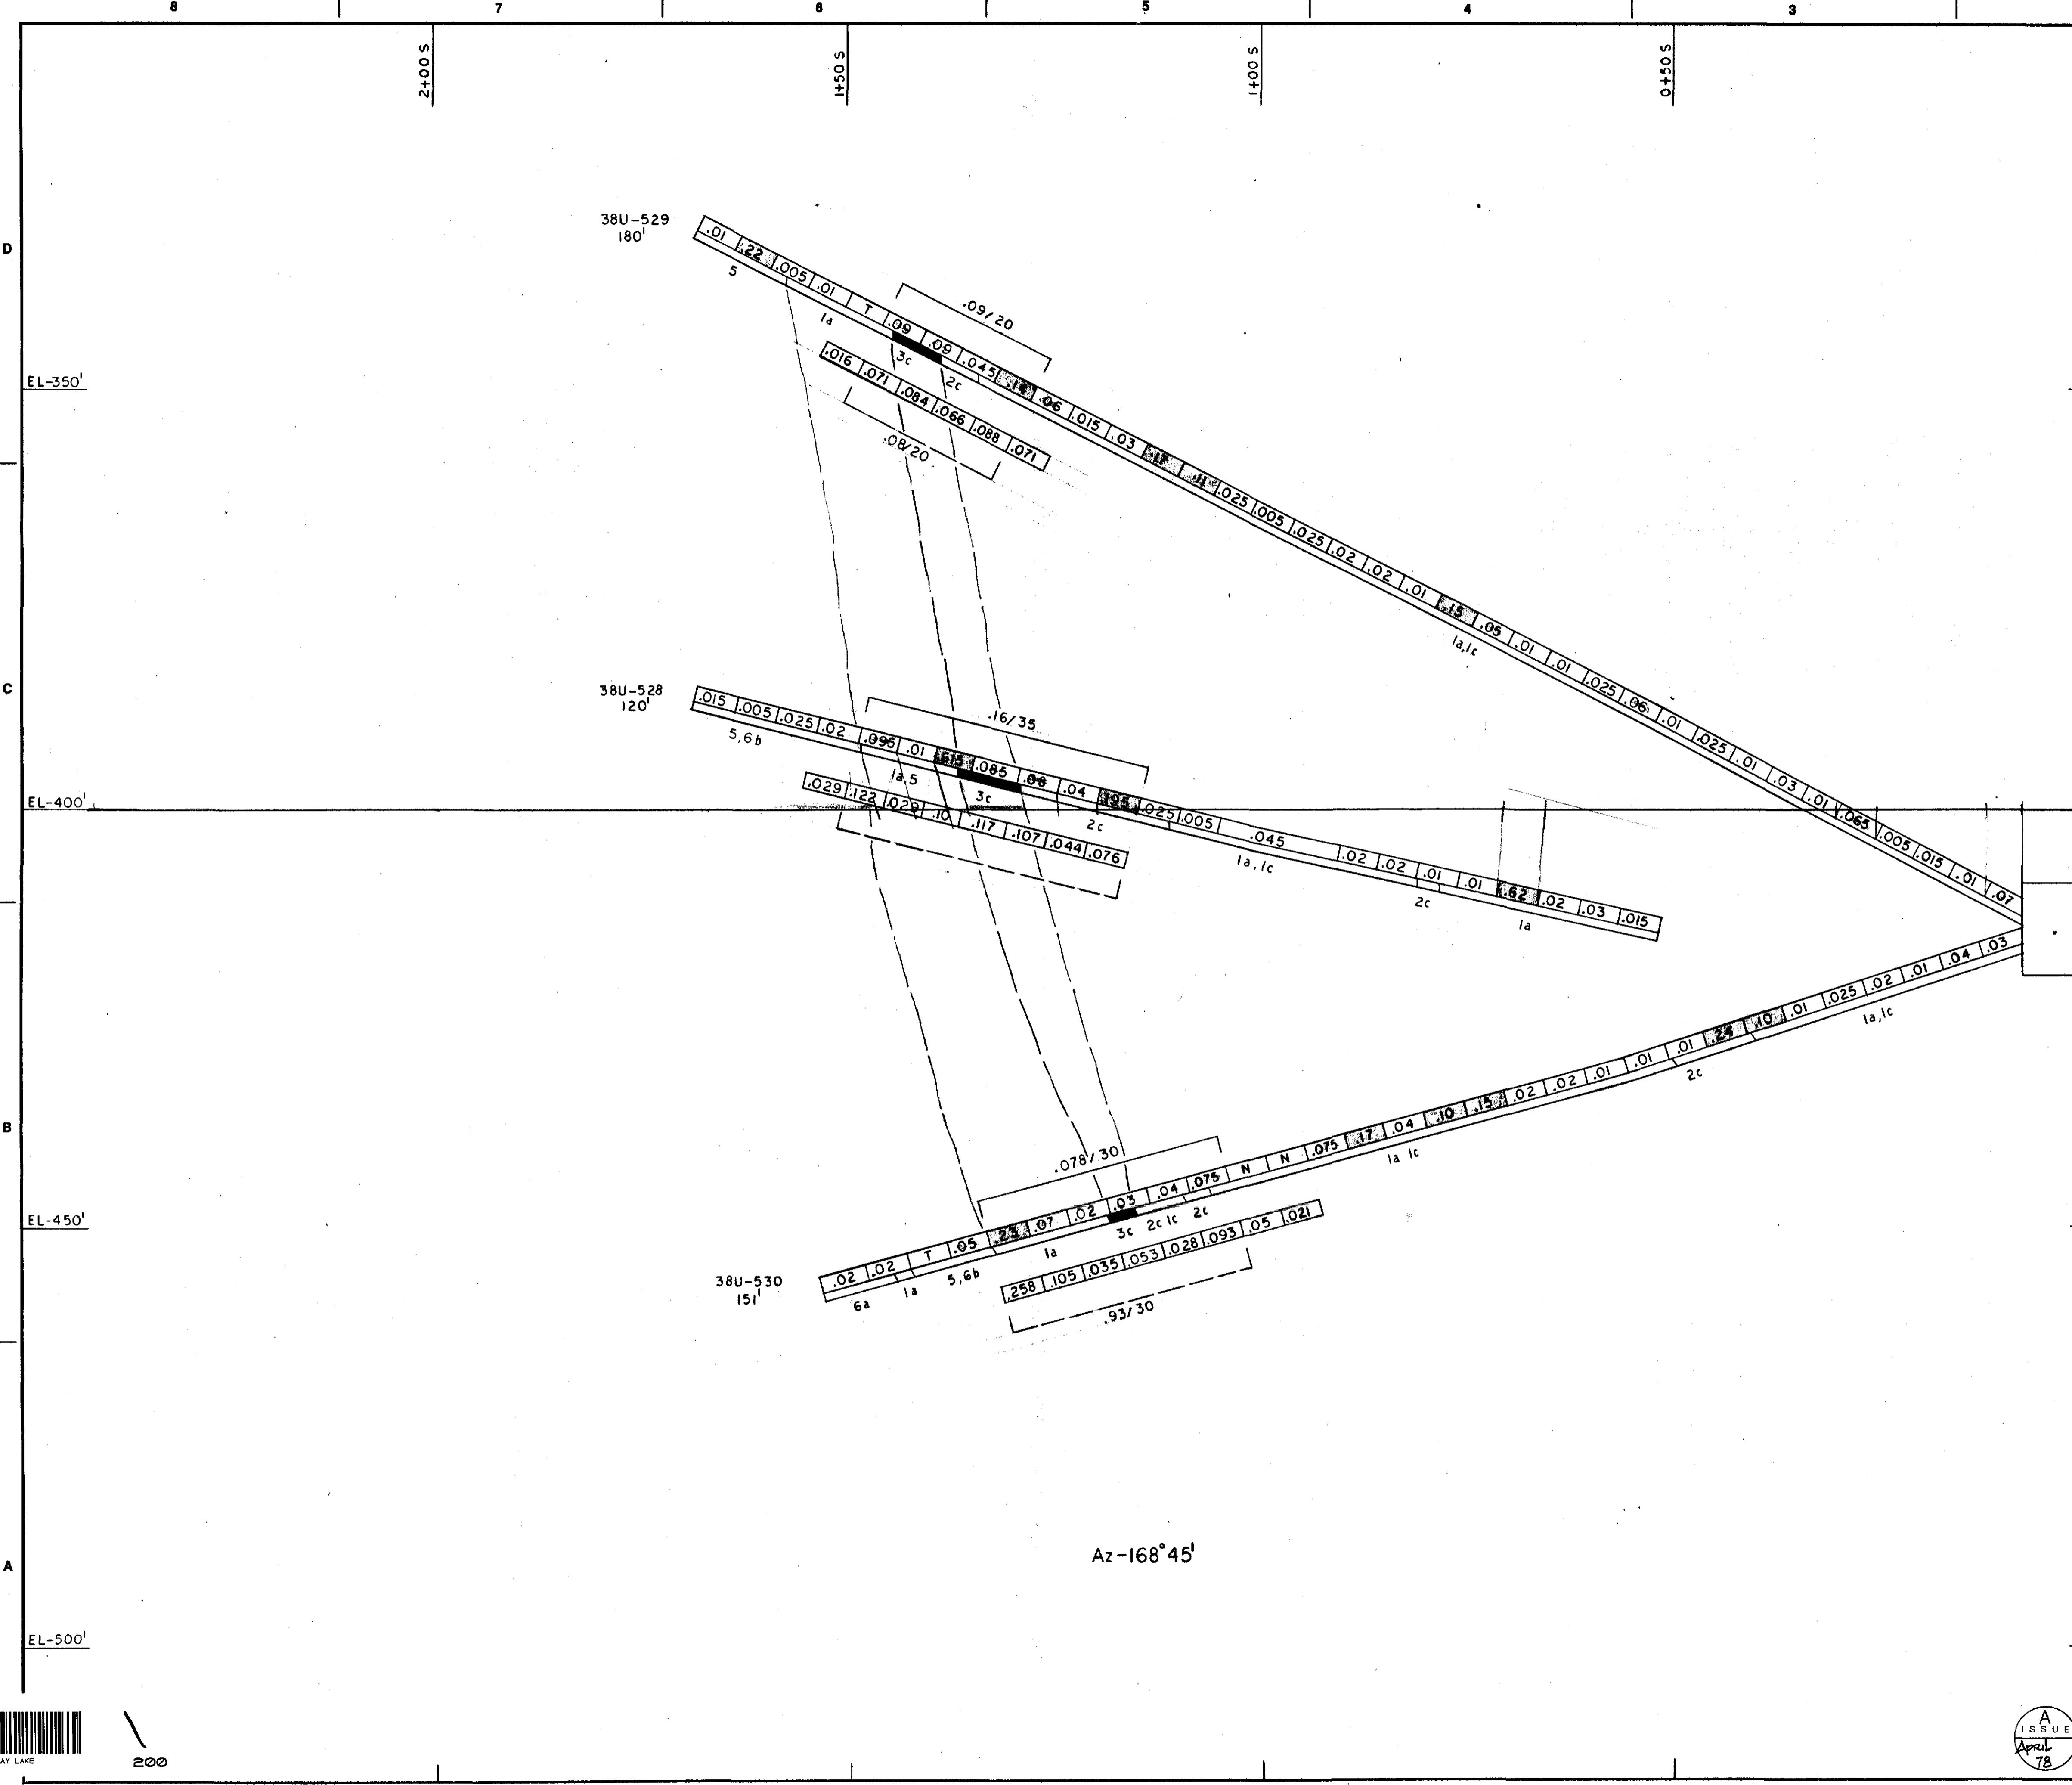 8 7 6 5 4 3
2+00 S
1+50 S
1+00 S
0+50 S
D
38U-529
180'
.01 .22 .005 .01 T .09 .09 .045 .06 .015 .03 .17 .11 .025 .005 .025 .02 .02 .01 .15 .05 .01 .01 .025 .06 .01 .025 .01 .03 .01 .065 .005 .015 .01 .07
.09/20
5
1a
3c
2c
1a,1c
EL-350'
.016 .071 .084 .066 .088 .071
.08/20
C
38U-528
120'
.015 .005 .025 .02 .095 .01 .615 .085 .08 .04 .195 .025 .005 .045 .02 .02 .01 .01 .62 .02 .03 .015
.16/35
5,6b
1a,5
3c
2c
1a,1c
2c
1a
EL-400'
.029 .122 .029 .10 .117 .107 .044 .076
B
.078/30
38U-530
151'
.02 .02 T .05 .23 .07 .02 .03 .04 .075 N N .075 .17 .04 .10 .15 .02 .02 .01 .01 .01 .24 .10 .01 .025 .02 .01 .04 .03
6a
1a
5,6b
1a
3c
2c 1c
2c
1a 1c
2c
1a,1c
EL-450'
.258 .105 .035 .053 .028 .093 .05 .021
.93/30
A
Az-168°45'
EL-500'
AY LAKE
200
A
ISSUE
APRIL
78